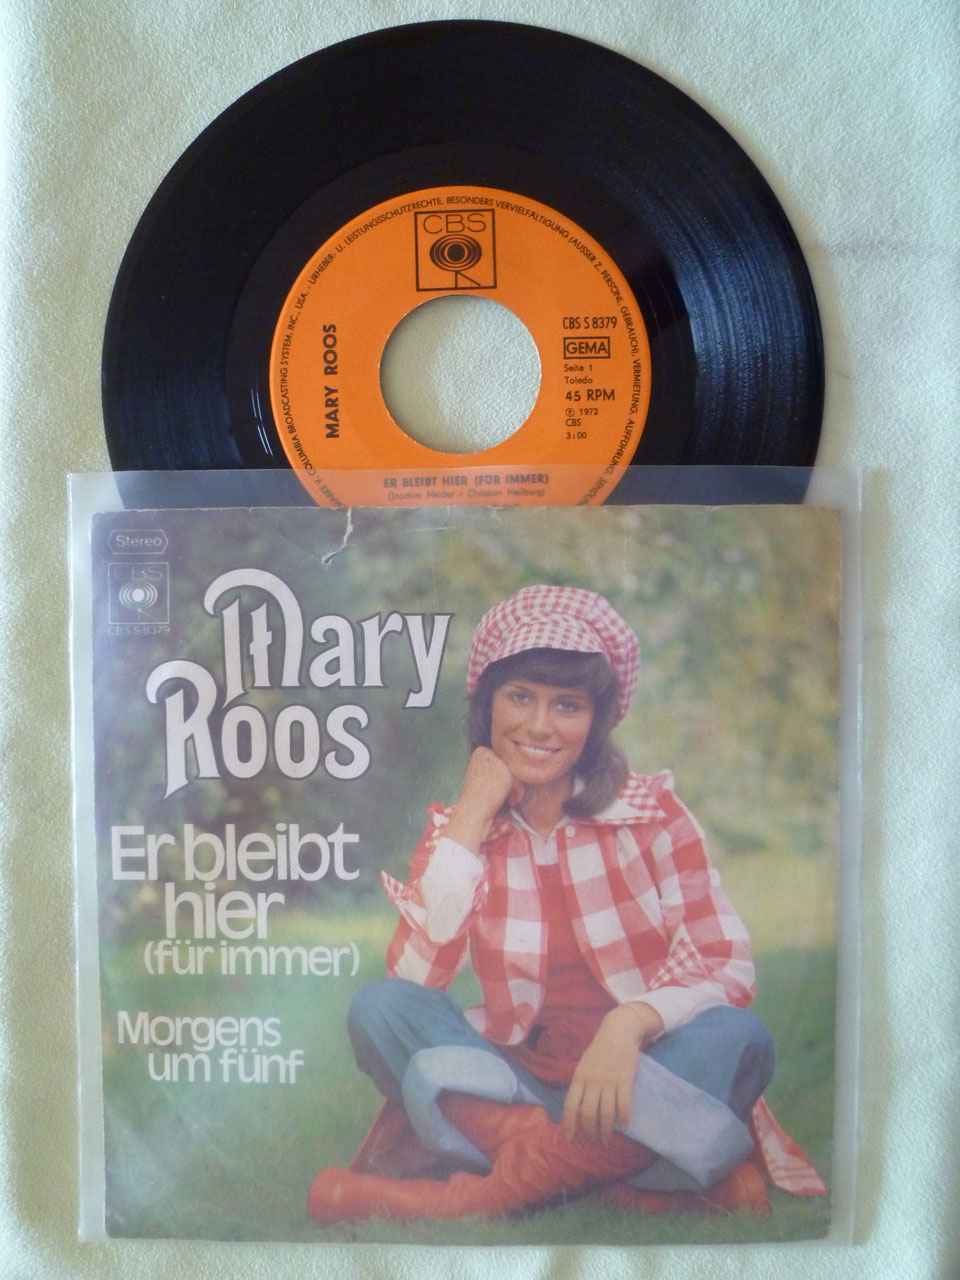 URHEBER- U. LEISTUNGSSCHUTZRECHTE, BESONDERS VERVIELFÄLTIGUNG (AUSSER Z. PERSÖNL. GEBRAUCH), VERMIETUNG, AUFFÜHRUNG, SENDUNG
COLUMBIA BROADCASTING SYSTEM, INC., USA.
CBS
MARY ROOS
CBS S 8379
GEMA
Seite 1
Toledo
45 RPM
Ⓟ 1972
CBS
3:00
ER BLEIBT HIER (FÜR IMMER)
(Joachim Heider / Christian Heilburg)
Stereo
CBS
CBS S 8379
Mary
Roos
Er bleibt
hier
(für immer)
Morgens
um fünf